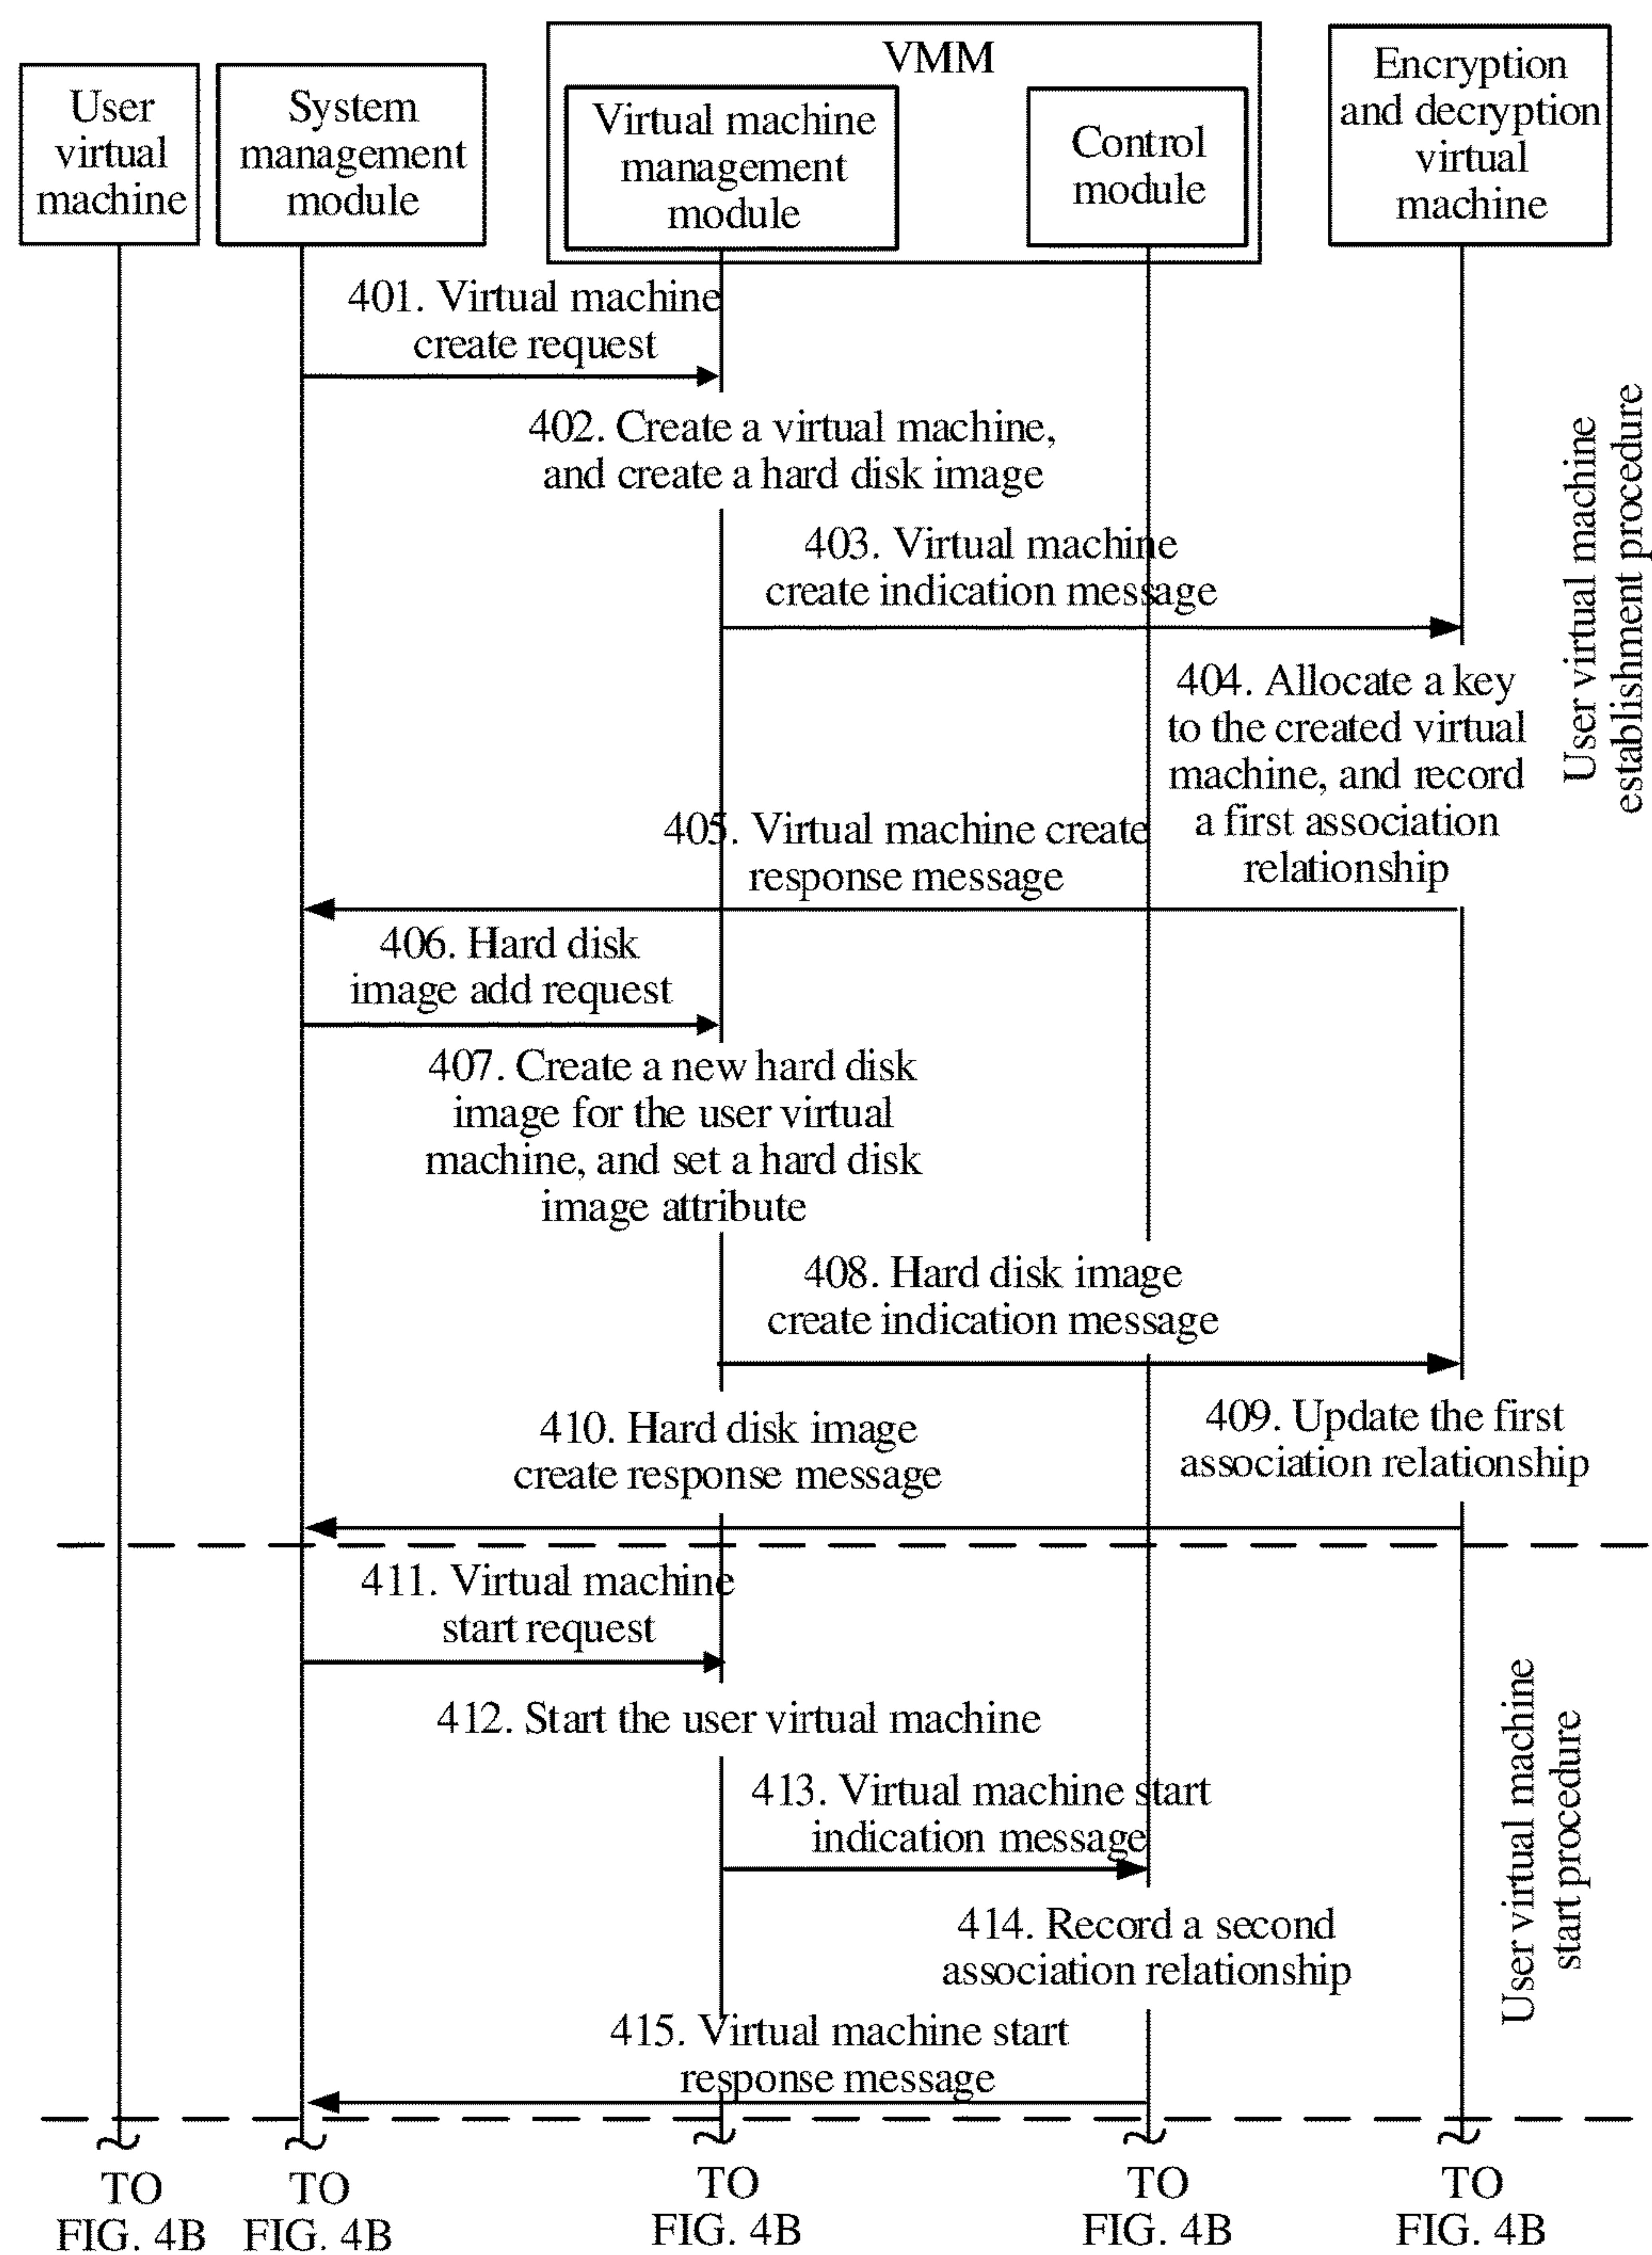 User
virtual
machine
System
management
module
VMM
Virtual machine
management
module
Control
module
Encryption
and decryption
virtual
machine
401. Virtual machine
create request
402. Create a virtual machine,
and create a hard disk image
403. Virtual machine
create indication message
404. Allocate a key
to the created virtual
machine, and record
a first association
relationship
405. Virtual machine create
response message
406. Hard disk
image add request
407. Create a new hard disk
image for the user virtual
machine, and set a hard disk
image attribute
408. Hard disk image
create indication message
409. Update the first
association relationship
410. Hard disk image
create response message
User virtual machine
establishment procedure
411. Virtual machine
start request
412. Start the user virtual machine
413. Virtual machine start
indication message
414. Record a second
association relationship
415. Virtual machine start
response message
User virtual machine
start procedure
TO
FIG. 4B
TO
FIG. 4B
TO
FIG. 4B
TO
FIG. 4B
TO
FIG. 4B